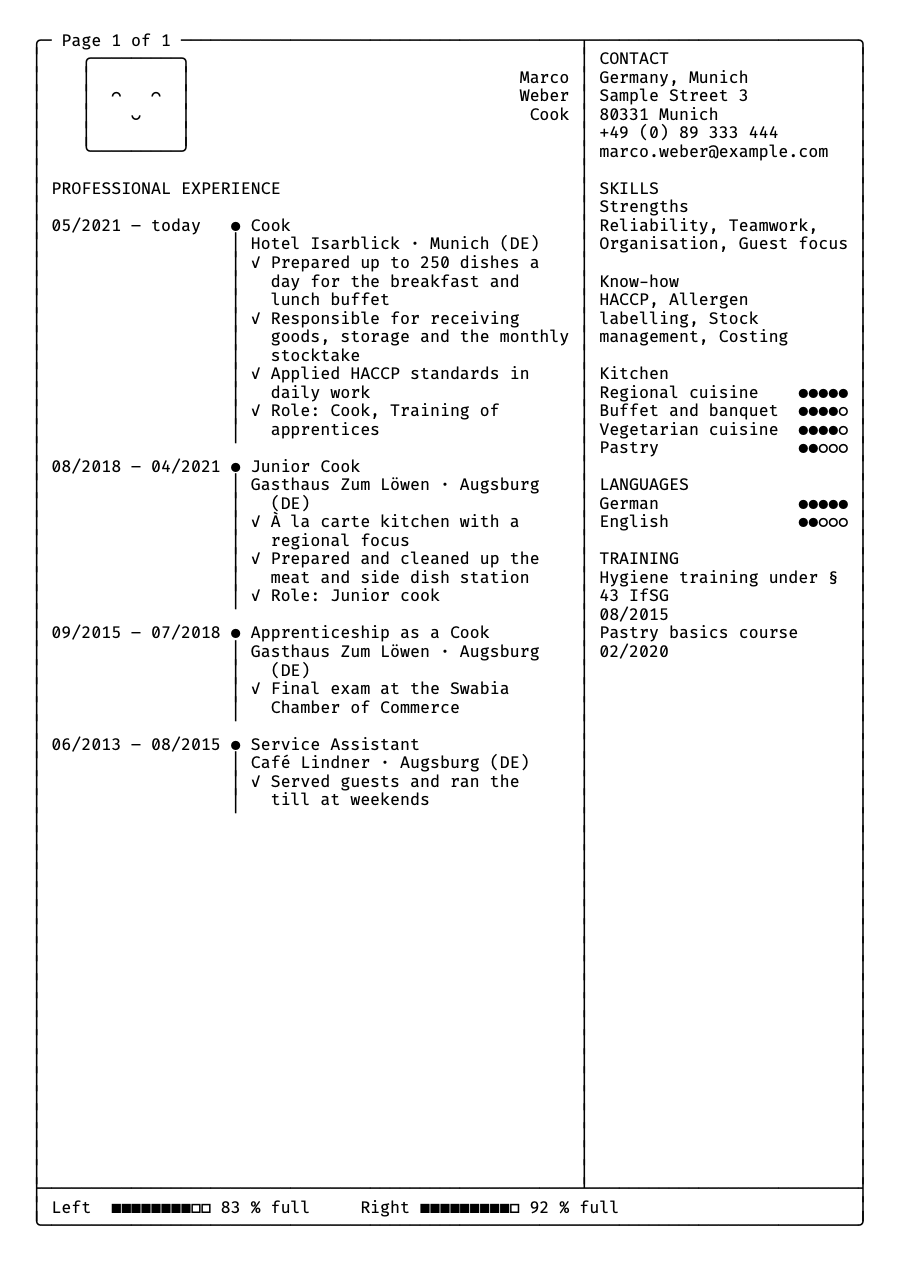 Page 1 of 1
Marco
Weber
Cook
PROFESSIONAL EXPERIENCE
05/2021 – today ● Cook
Hotel Isarblick · Munich (DE)
√ Prepared up to 250 dishes a
day for the breakfast and
lunch buffet
√ Responsible for receiving
goods, storage and the monthly
stocktake
√ Applied HACCP standards in
daily work
√ Role: Cook, Training of
apprentices
08/2018 – 04/2021 ● Junior Cook
Gasthaus Zum Löwen · Augsburg
(DE)
√ À la carte kitchen with a
regional focus
√ Prepared and cleaned up the
meat and side dish station
√ Role: Junior cook
09/2015 – 07/2018 ● Apprenticeship as a Cook
Gasthaus Zum Löwen · Augsburg
(DE)
√ Final exam at the Swabia
Chamber of Commerce
06/2013 – 08/2015 ● Service Assistant
Café Lindner · Augsburg (DE)
√ Served guests and ran the
till at weekends
CONTACT
Germany, Munich
Sample Street 3
80331 Munich
+49 (0) 89 333 444
marco.weber@example.com
SKILLS
Strengths
Reliability, Teamwork,
Organisation, Guest focus
Know-how
HACCP, Allergen
labelling, Stock
management, Costing
Kitchen
Regional cuisine ●●●●●
Buffet and banquet ●●●●○
Vegetarian cuisine ●●●●○
Pastry ●●○○○
LANGUAGES
German ●●●●●
English ●●○○○
TRAINING
Hygiene training under §
43 IfSG
08/2015
Pastry basics course
02/2020
Left ■■■■■■■■□□ 83 % full Right ■■■■■■■■■□ 92 % full